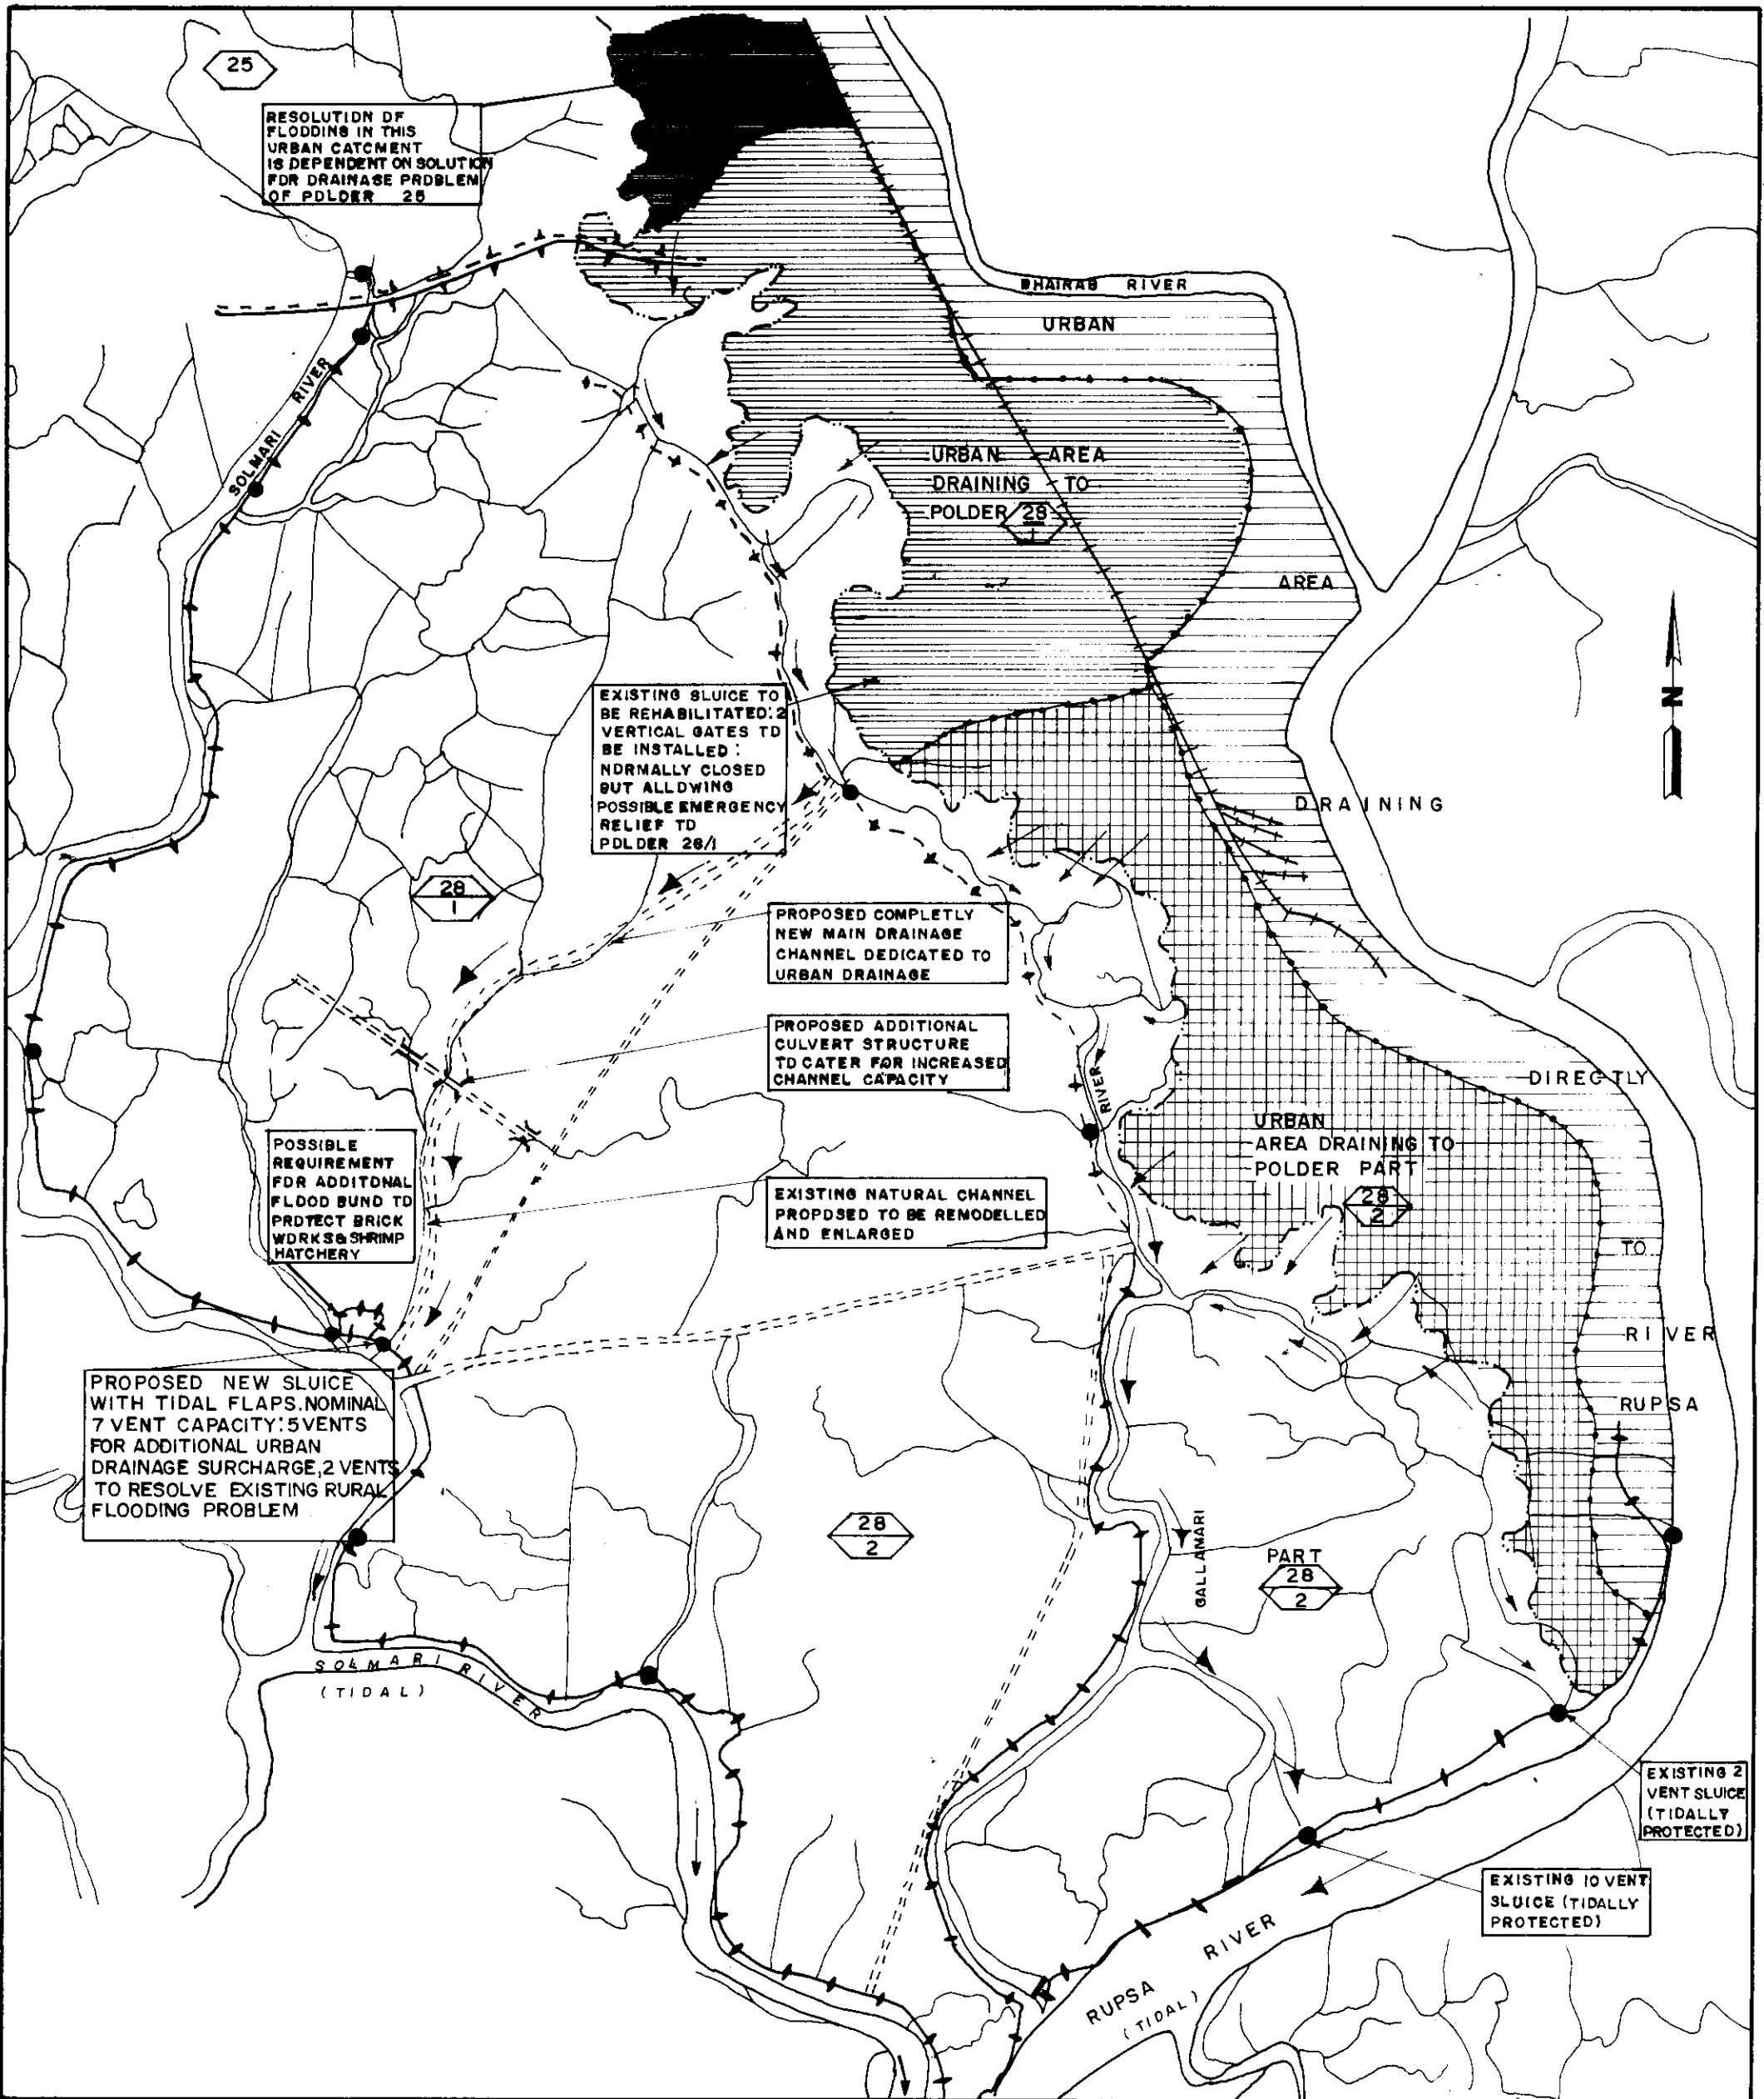 25
RESOLUTION DF
FLODDING IN THIS
URBAN CATCMENT
IS DEPENDENT ON SOLUTION
FDR DRAINAGE PRDBLEM
OF PDLDER 25
BHAIRAB RIVER
URBAN
SOLMARI RIVER
URBAN AREA
DRAINING TO
POLDER 28
1
AREA
N
EXISTING SLUICE TO
BE REHABILITATED:2
VERTICAL GATES TD
BE INSTALLED :
NDRMALLY CLOSED
BUT ALLDWING
POSSIBLE EMERGENCY
RELIEF TD
PDLDER 28/1
DRAINING
28
1
PROPOSED COMPLETLY
NEW MAIN DRAINAGE
CHANNEL DEDICATED TO
URBAN DRAINAGE
PROPOSED ADDITIONAL
CULVERT STRUCTURE
TD CATER FOR INCREASED
CHANNEL CAPACITY
RIVER
DIRECTLY
URBAN
AREA DRAINING TO
POLDER PART
28
2
POSSIBLE
REQUIREMENT
FDR ADDITDNAL
FLOOD BUND TD
PRDTECT BRICK
WDRKS&SHRIMP
HATCHERY
EXISTING NATURAL CHANNEL
PROPDSED TO BE REMODELLED
AND ENLARGED
TO
RIVER
RUPSA
PROPOSED NEW SLUICE
WITH TIDAL FLAPS.NOMINAL
7 VENT CAPACITY:5VENTS
FOR ADDITIONAL URBAN
DRAINAGE SURCHARGE,2 VENTS
TO RESOLVE EXISTING RURAL
FLOODING PROBLEM
28
2
GALLAMARI
PART
28
2
SOLMARI RIVER
(TIDAL)
EXISTING 2
VENT SLUICE
(TIDALLY
PROTECTED)
EXISTING 10 VENT
SLUICE (TIDALLY
PROTECTED)
RUPSA RIVER
(TIDAL)